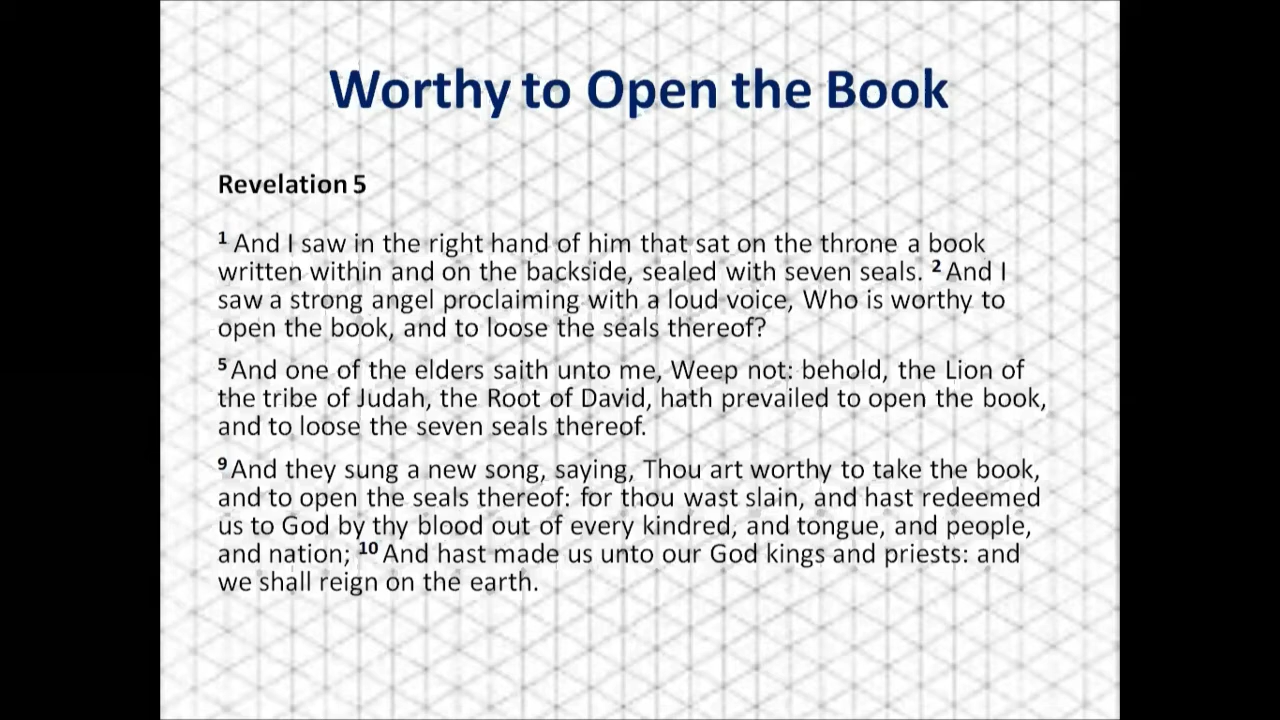 Worthy to Open the Book
Revelation 5
1 And I saw in the right hand of him that sat on the throne a book
written within and on the backside, sealed with seven seals. 2 And I
saw a strong angel proclaiming with a loud voice, Who is worthy to
open the book, and to loose the seals thereof?
5 And one of the elders saith unto me, Weep not: behold, the Lion of
the tribe of Judah, the Root of David, hath prevailed to open the book,
and to loose the seven seals thereof.
9 And they sung a new song, saying, Thou art worthy to take the book,
and to open the seals thereof: for thou wast slain, and hast redeemed
us to God by thy blood out of every kindred, and tongue, and people,
and nation; 10 And hast made us unto our God kings and priests: and
we shall reign on the earth.